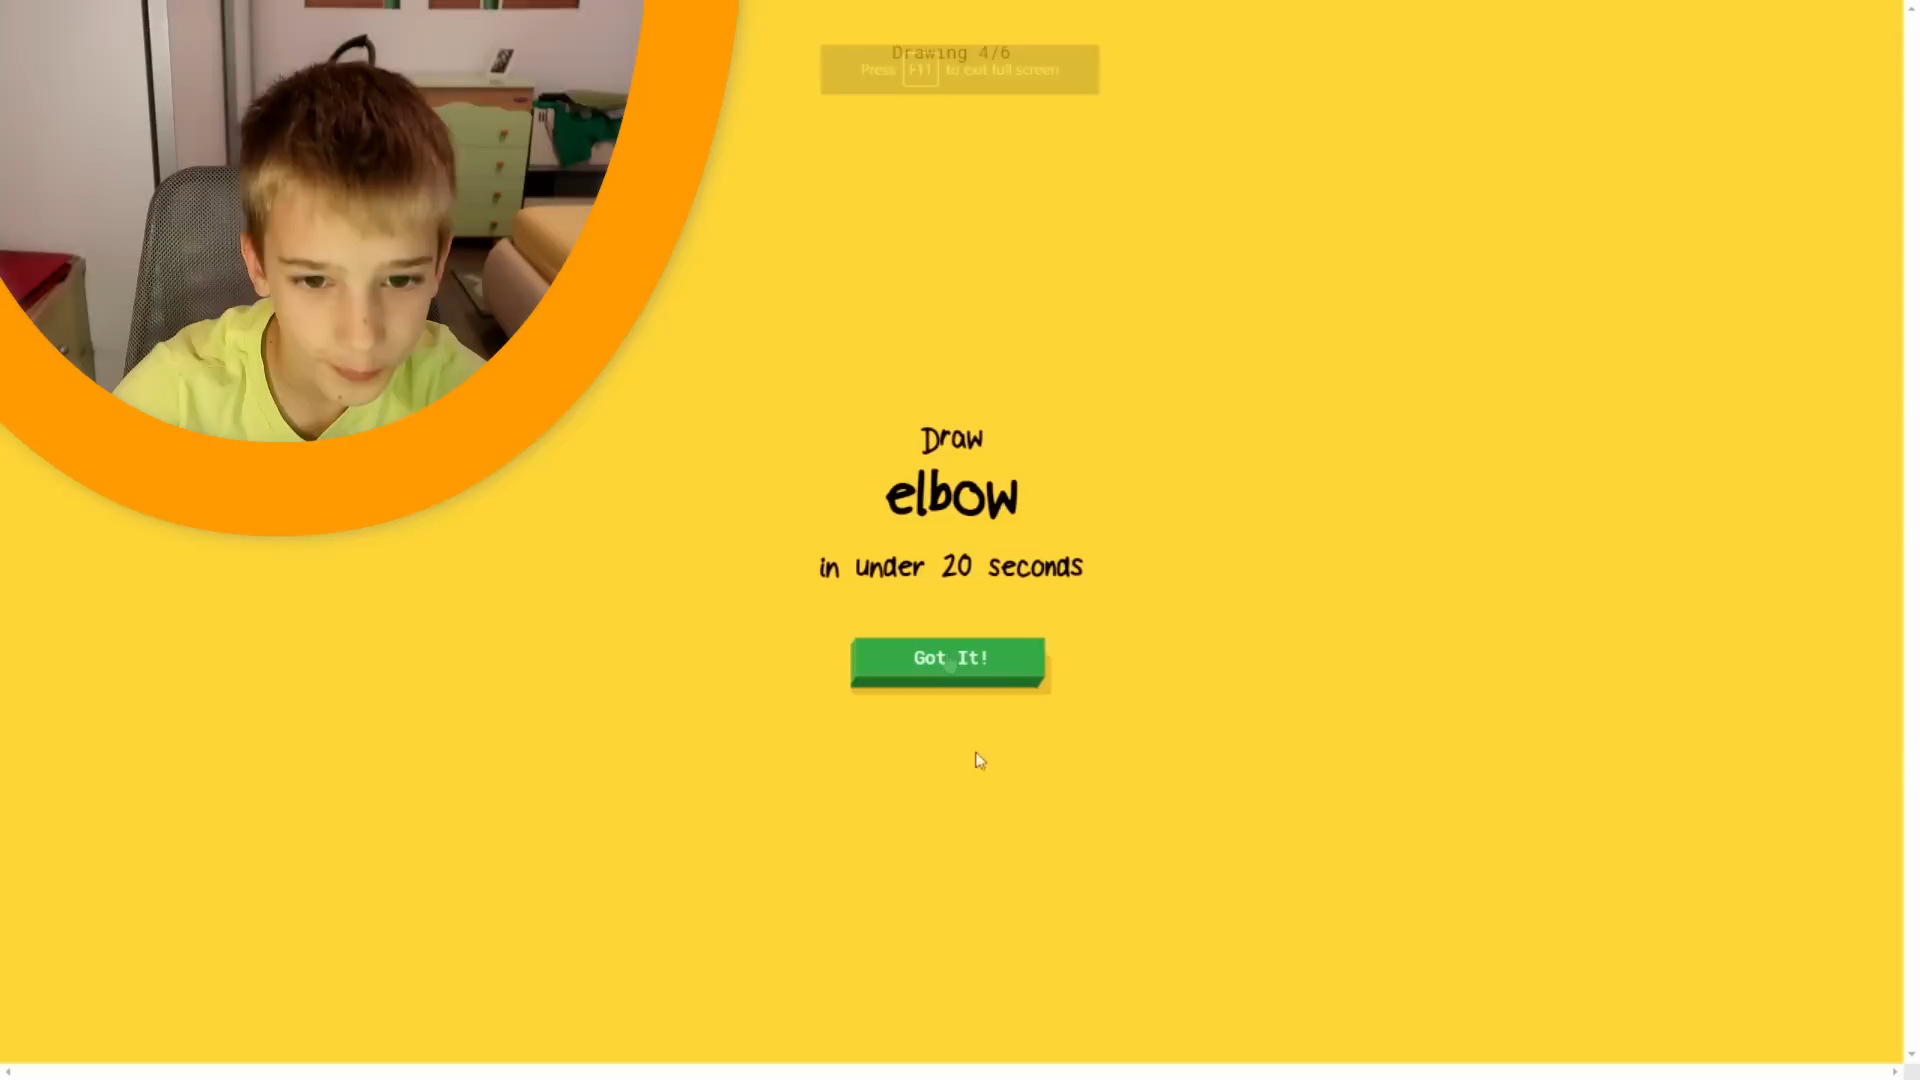 Drawing 4/6
Press F11 to exit full screen
Draw
elbow
in under 20 seconds
Got It!